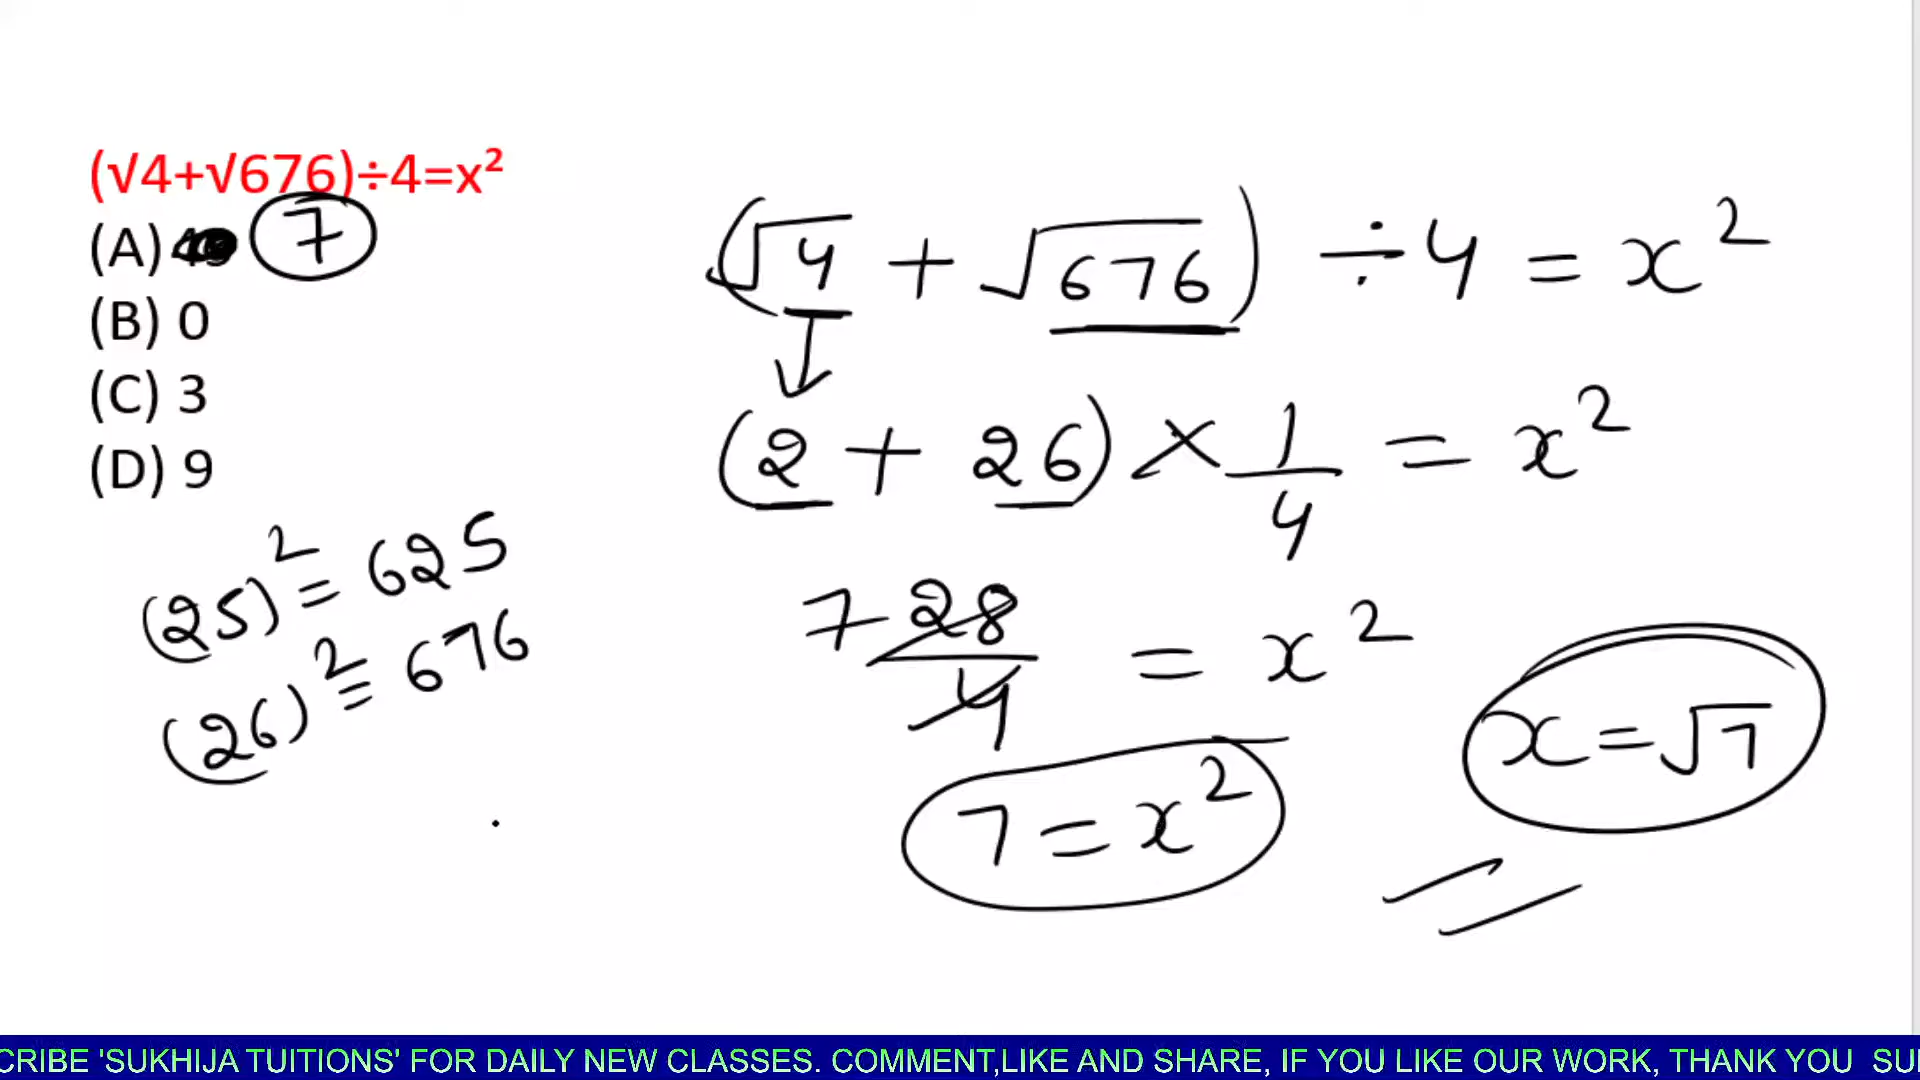 (√4+√676)÷4=x²
(A) 7
(B) 0
(C) 3
(D) 9
(25)² = 625
(26)² = 676
(√4 + √676) ÷ 4 = x²
(2 + 26) × 1/4 = x²
7 28/4 = x²
7 = x²
x = √7
CRIBE 'SUKHIJA TUITIONS' FOR DAILY NEW CLASSES. COMMENT,LIKE AND SHARE, IF YOU LIKE OUR WORK, THANK YOU SU